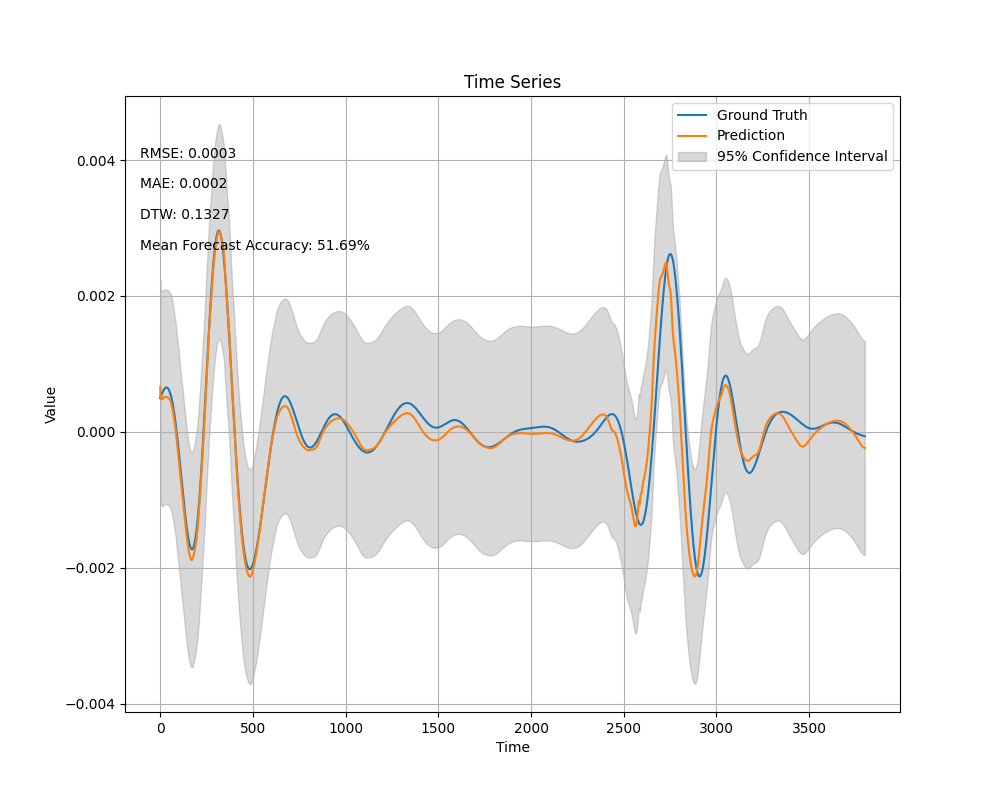 Time Series
Ground Truth
Prediction
95% Confidence Interval
RMSE: 0.0003
MAE: 0.0002
DTW: 0.1327
Mean Forecast Accuracy: 51.69%
0.004
0.002
0.000
−0.002
−0.004
Value
0 500 1000 1500 2000 2500 3000 3500
Time